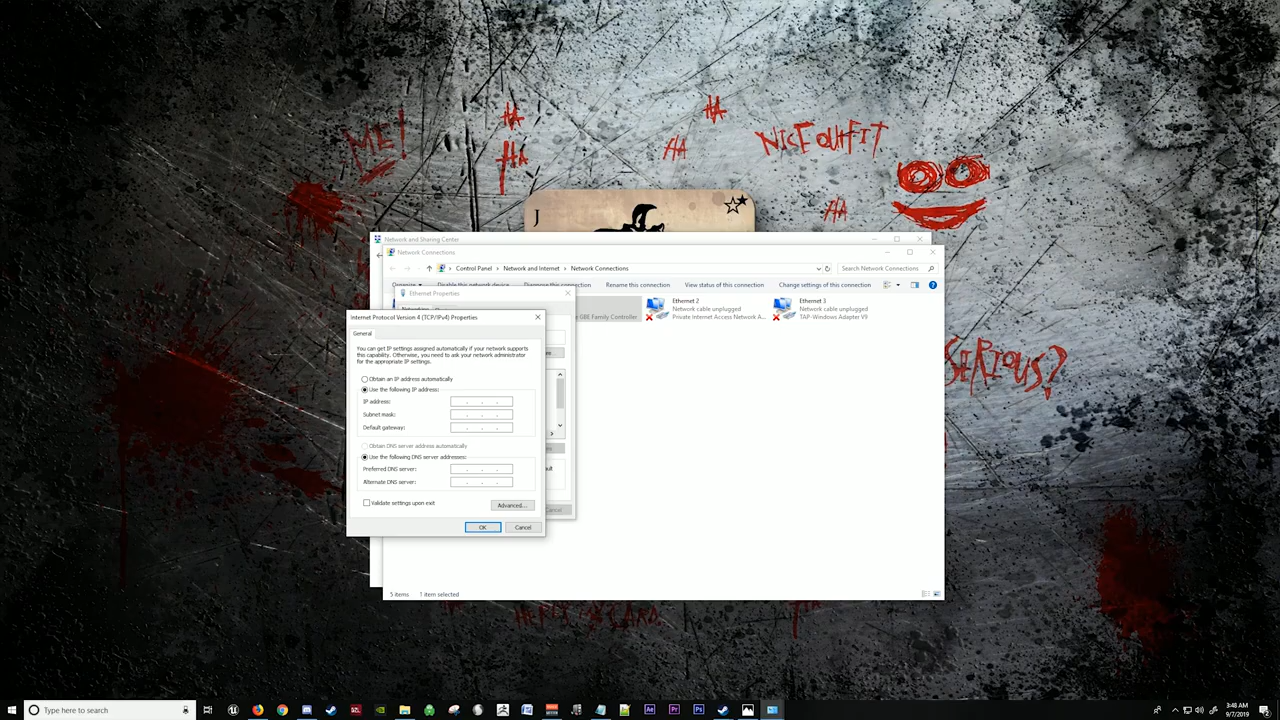 ME!
HA
HA
HA
HA
NICE OUTFIT
HA
J
SERIOUS?
Network and Sharing Center
Network Connections
Control Panel > Network and Internet > Network Connections
Search Network Connections
Organize
Disable this network device
Diagnose this connection
Rename this connection
View status of this connection
Change settings of this connection
Ethernet Properties
GBE Family Controller
Ethernet 2
Network cable unplugged
Private Internet Access Network A...
Ethernet 3
Network cable unplugged
TAP-Windows Adapter V9
Internet Protocol Version 4 (TCP/IPv4) Properties
General
You can get IP settings assigned automatically if your network supports
this capability. Otherwise, you need to ask your network administrator
for the appropriate IP settings.
Obtain an IP address automatically
Use the following IP address:
IP address:
Subnet mask:
Default gateway:
Obtain DNS server address automatically
Use the following DNS server addresses:
Preferred DNS server:
Alternate DNS server:
Validate settings upon exit
Advanced...
OK
Cancel
Cancel
5 items
1 item selected
CARD.
Type here to search
Ae
Pr
Ps
3:48 AM
9/7/2019